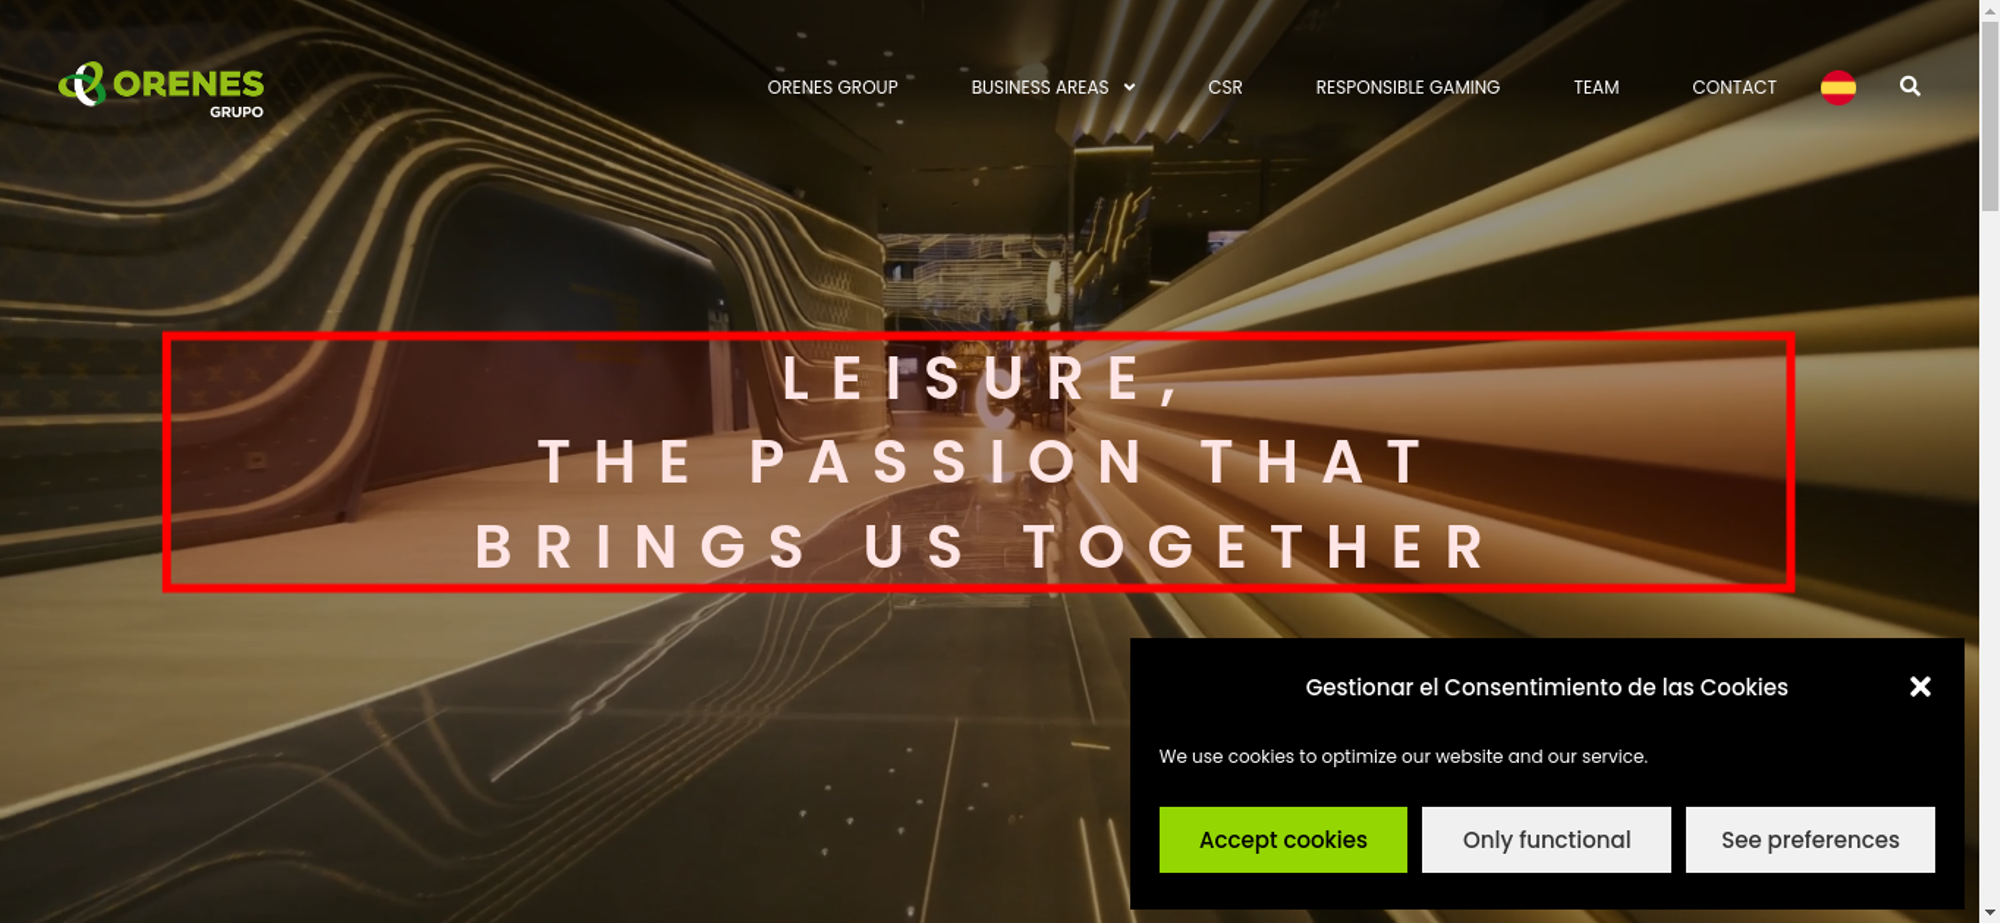 ORENES
GRUPO
ORENES GROUP
BUSINESS AREAS
CSR
RESPONSIBLE GAMING
TEAM
CONTACT
LEISURE,
THE PASSION THAT
BRINGS US TOGETHER
Gestionar el Consentimiento de las Cookies
We use cookies to optimize our website and our service.
Accept cookies
Only functional
See preferences